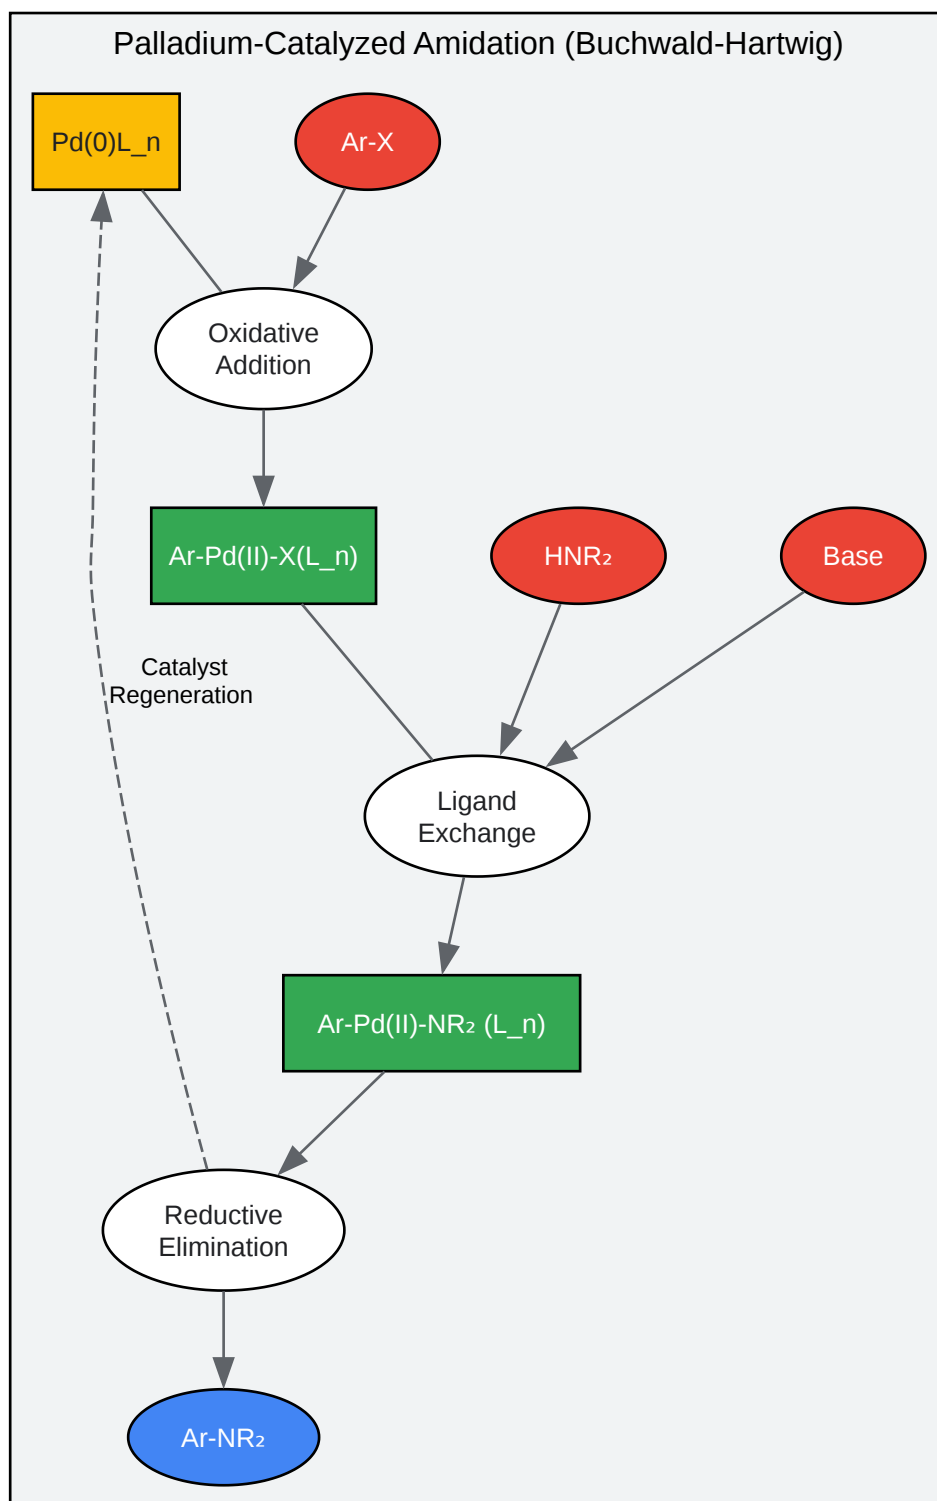 Palladium-Catalyzed Amidation (Buchwald-Hartwig)
Pd(0)L_n
Ar-X
Oxidative
Addition
Ar-Pd(II)-X(L_n)
HNR₂
Base
Catalyst
Regeneration
Ligand
Exchange
Ar-Pd(II)-NR₂ (L_n)
Reductive
Elimination
Ar-NR₂